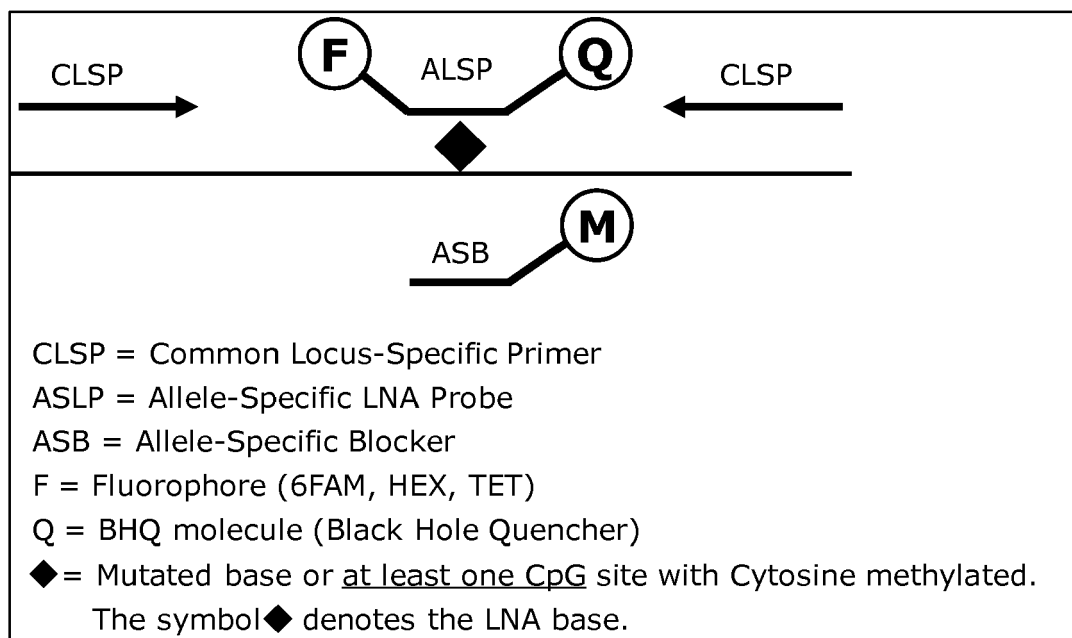 F
Q
CLSP
ALSP
CLSP
M
ASB
CLSP = Common Locus-Specific Primer
ASLP = Allele-Specific LNA Probe
ASB = Allele-Specific Blocker
F = Fluorophore (6FAM, HEX, TET)
Q = BHQ molecule (Black Hole Quencher)
◆= Mutated base or at least one CpG site with Cytosine methylated.
The symbol◆ denotes the LNA base.